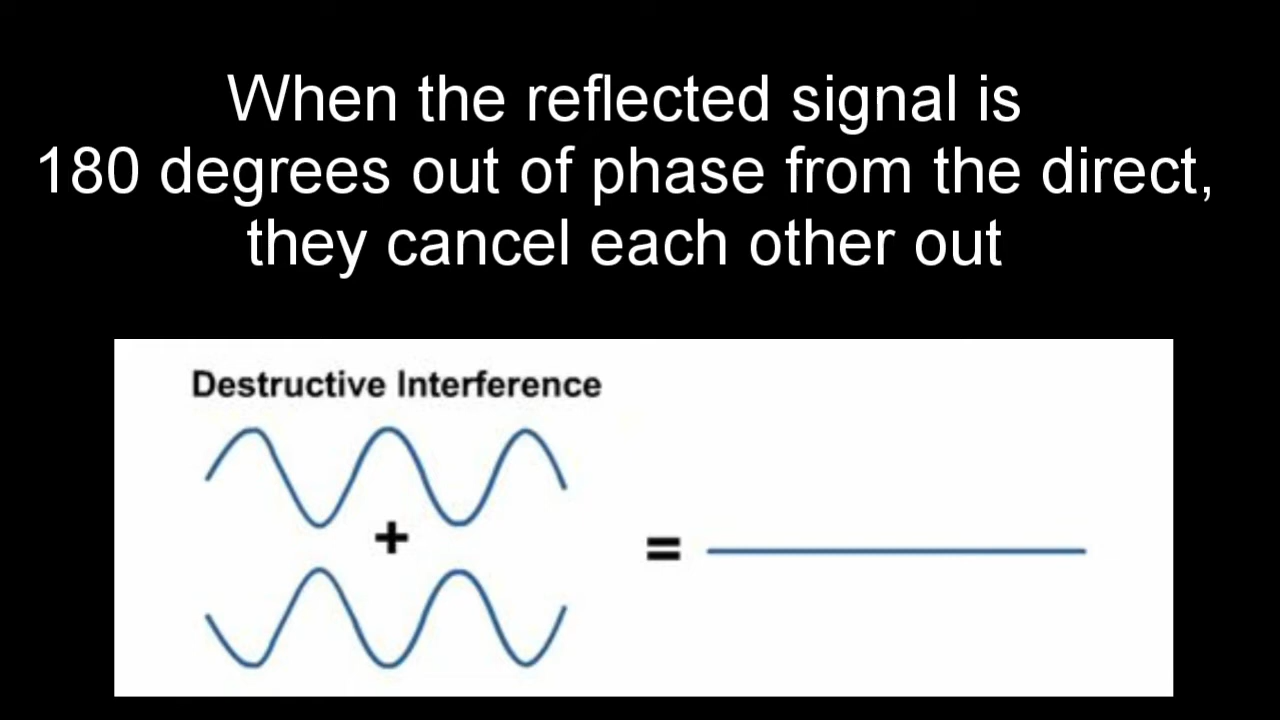 When the reflected signal is
180 degrees out of phase from the direct,
they cancel each other out
Destructive Interference
+
=